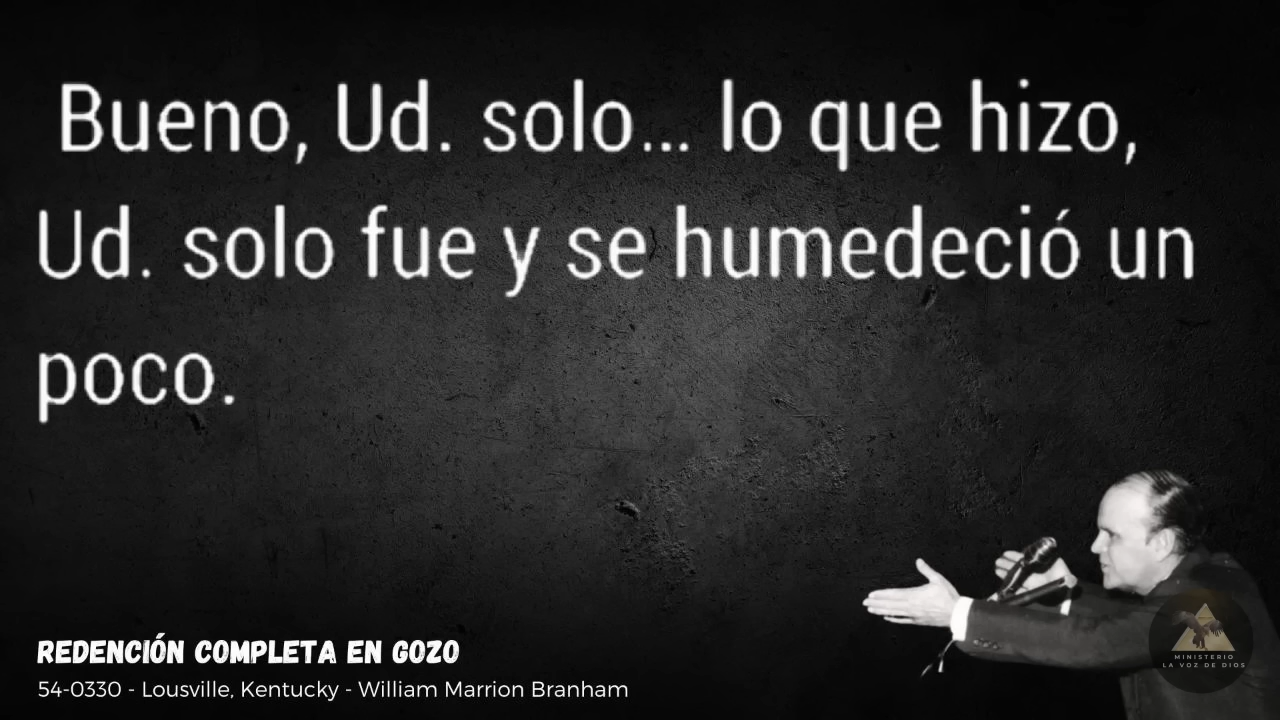 Bueno, Ud. solo... lo que hizo,
Ud. solo fue y se humedeció un
poco.
REDENCIÓN COMPLETA EN GOZO
54-0330 - Lousville, Kentucky - William Marrion Branham
MINISTERIO
LA VOZ DE DIOS